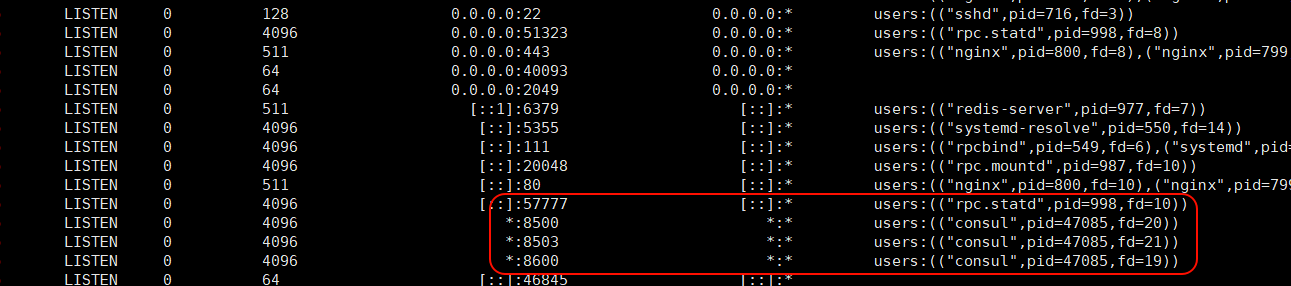 LISTEN 0 128 0.0.0.0:22 0.0.0.0:* users:(("sshd",pid=716,fd=3))
LISTEN 0 4096 0.0.0.0:51323 0.0.0.0:* users:(("rpc.statd",pid=998,fd=8))
LISTEN 0 511 0.0.0.0:443 0.0.0.0:* users:(("nginx",pid=800,fd=8),("nginx",pid=799
LISTEN 0 64 0.0.0.0:40093 0.0.0.0:*
LISTEN 0 64 0.0.0.0:2049 0.0.0.0:*
LISTEN 0 511 [::1]:6379 [::]:* users:(("redis-server",pid=977,fd=7))
LISTEN 0 4096 [::]:5355 [::]:* users:(("systemd-resolve",pid=550,fd=14))
LISTEN 0 4096 [::]:111 [::]:* users:(("rpcbind",pid=549,fd=6),("systemd",pid=
LISTEN 0 4096 [::]:20048 [::]:* users:(("rpc.mountd",pid=987,fd=10))
LISTEN 0 511 [::]:80 [::]:* users:(("nginx",pid=800,fd=10),("nginx",pid=799
LISTEN 0 4096 [::]:57777 [::]:* users:(("rpc.statd",pid=998,fd=10))
LISTEN 0 4096 *:8500 *:* users:(("consul",pid=47085,fd=20))
LISTEN 0 4096 *:8503 *:* users:(("consul",pid=47085,fd=21))
LISTEN 0 4096 *:8600 *:* users:(("consul",pid=47085,fd=19))
LISTEN 0 64 [::]:46845 [::]:*